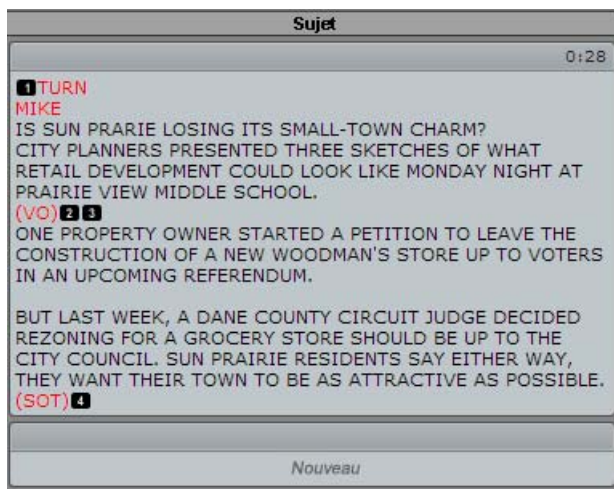 Sujet
0:28
1 TURN
MIKE
IS SUN PRARIE LOSING ITS SMALL-TOWN CHARM?
CITY PLANNERS PRESENTED THREE SKETCHES OF WHAT
RETAIL DEVELOPMENT COULD LOOK LIKE MONDAY NIGHT AT
PRAIRIE VIEW MIDDLE SCHOOL.
(VO) 2 3
ONE PROPERTY OWNER STARTED A PETITION TO LEAVE THE
CONSTRUCTION OF A NEW WOODMAN'S STORE UP TO VOTERS
IN AN UPCOMING REFERENDUM.
BUT LAST WEEK, A DANE COUNTY CIRCUIT JUDGE DECIDED
REZONING FOR A GROCERY STORE SHOULD BE UP TO THE
CITY COUNCIL. SUN PRAIRIE RESIDENTS SAY EITHER WAY,
THEY WANT THEIR TOWN TO BE AS ATTRACTIVE AS POSSIBLE.
(SOT) 4
Nouveau